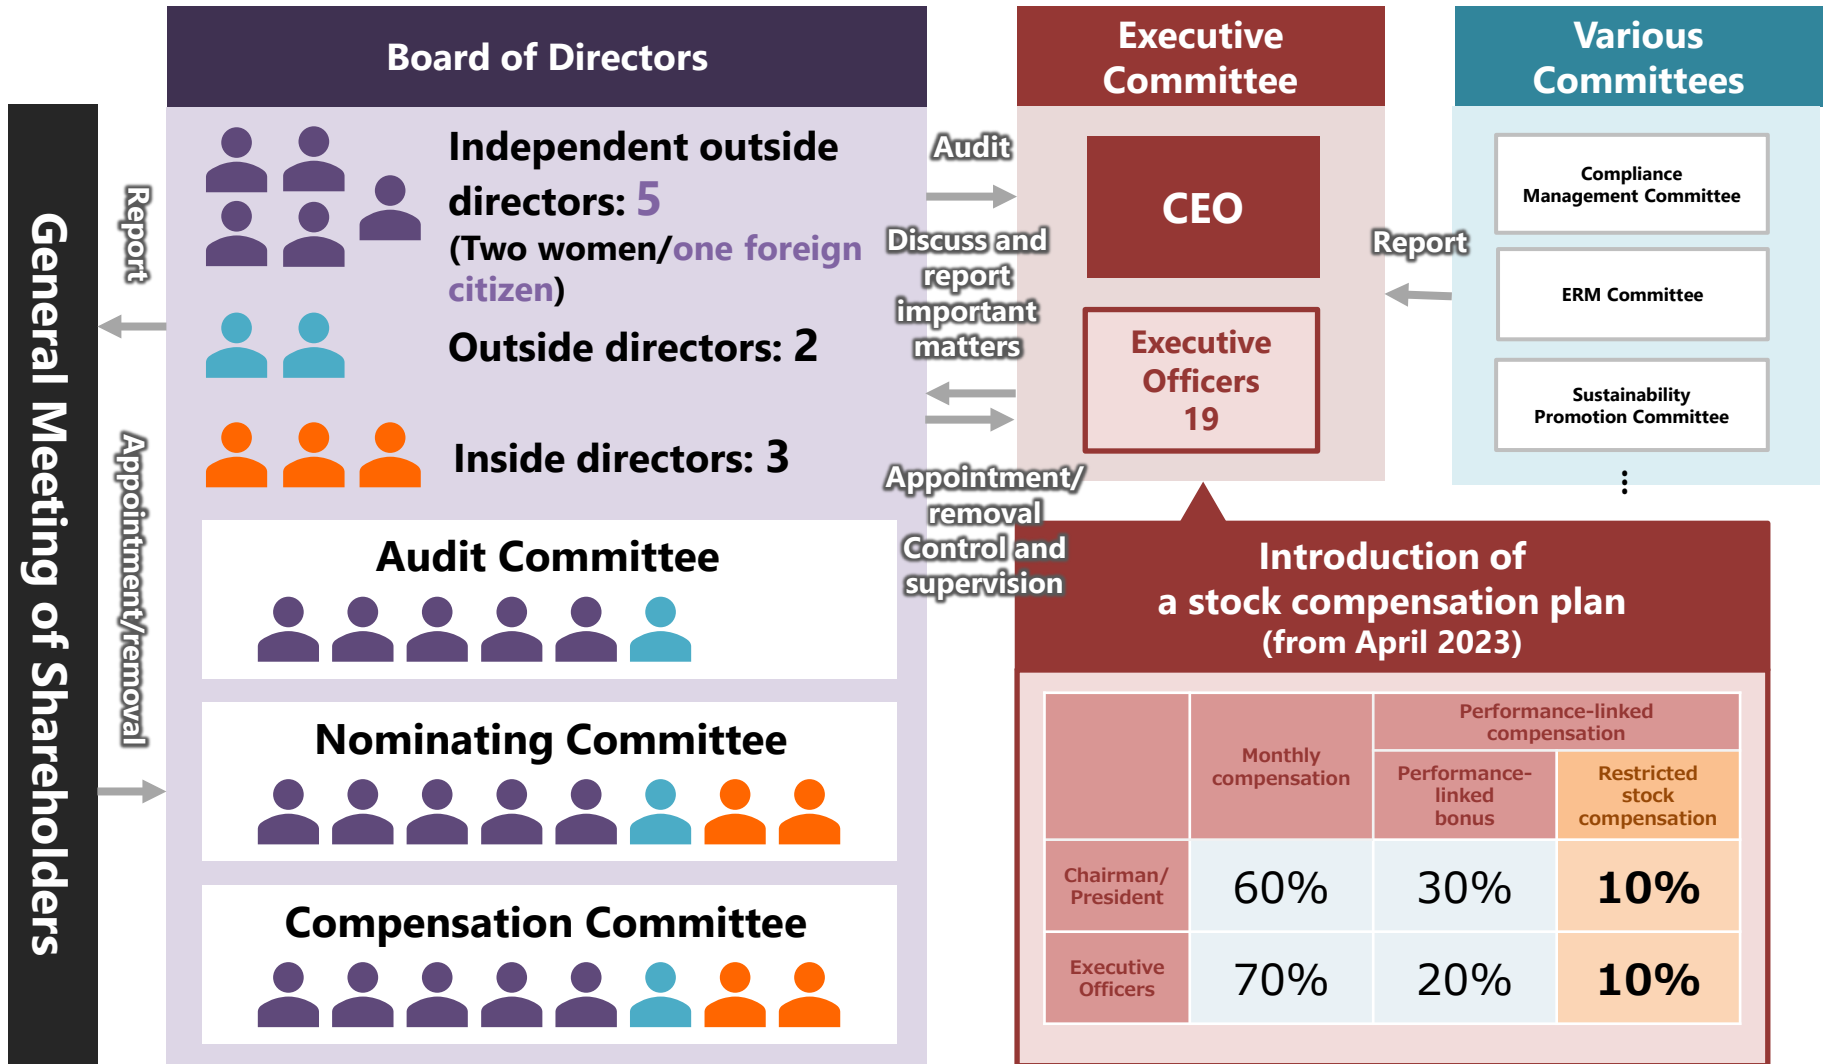 General Meeting of Shareholders
Report
Appointment/removal
Board of Directors
Independent outside
directors: 5
(Two women/one foreign
citizen)
Outside directors: 2
Inside directors: 3
Audit Committee
Nominating Committee
Compensation Committee
Audit
Discuss and
report
important
matters
Appointment/
removal
Control and
supervision
Executive
Committee
CEO
Executive
Officers
19
Report
Various
Committees
Compliance
Management Committee
ERM Committee
Sustainability
Promotion Committee
⋮
Introduction of
a stock compensation plan
(from April 2023)
Monthly
compensation
Performance-linked
compensation
Performance-
linked
bonus
Restricted
stock
compensation
Chairman/
President
60%
30%
10%
Executive
Officers
70%
20%
10%